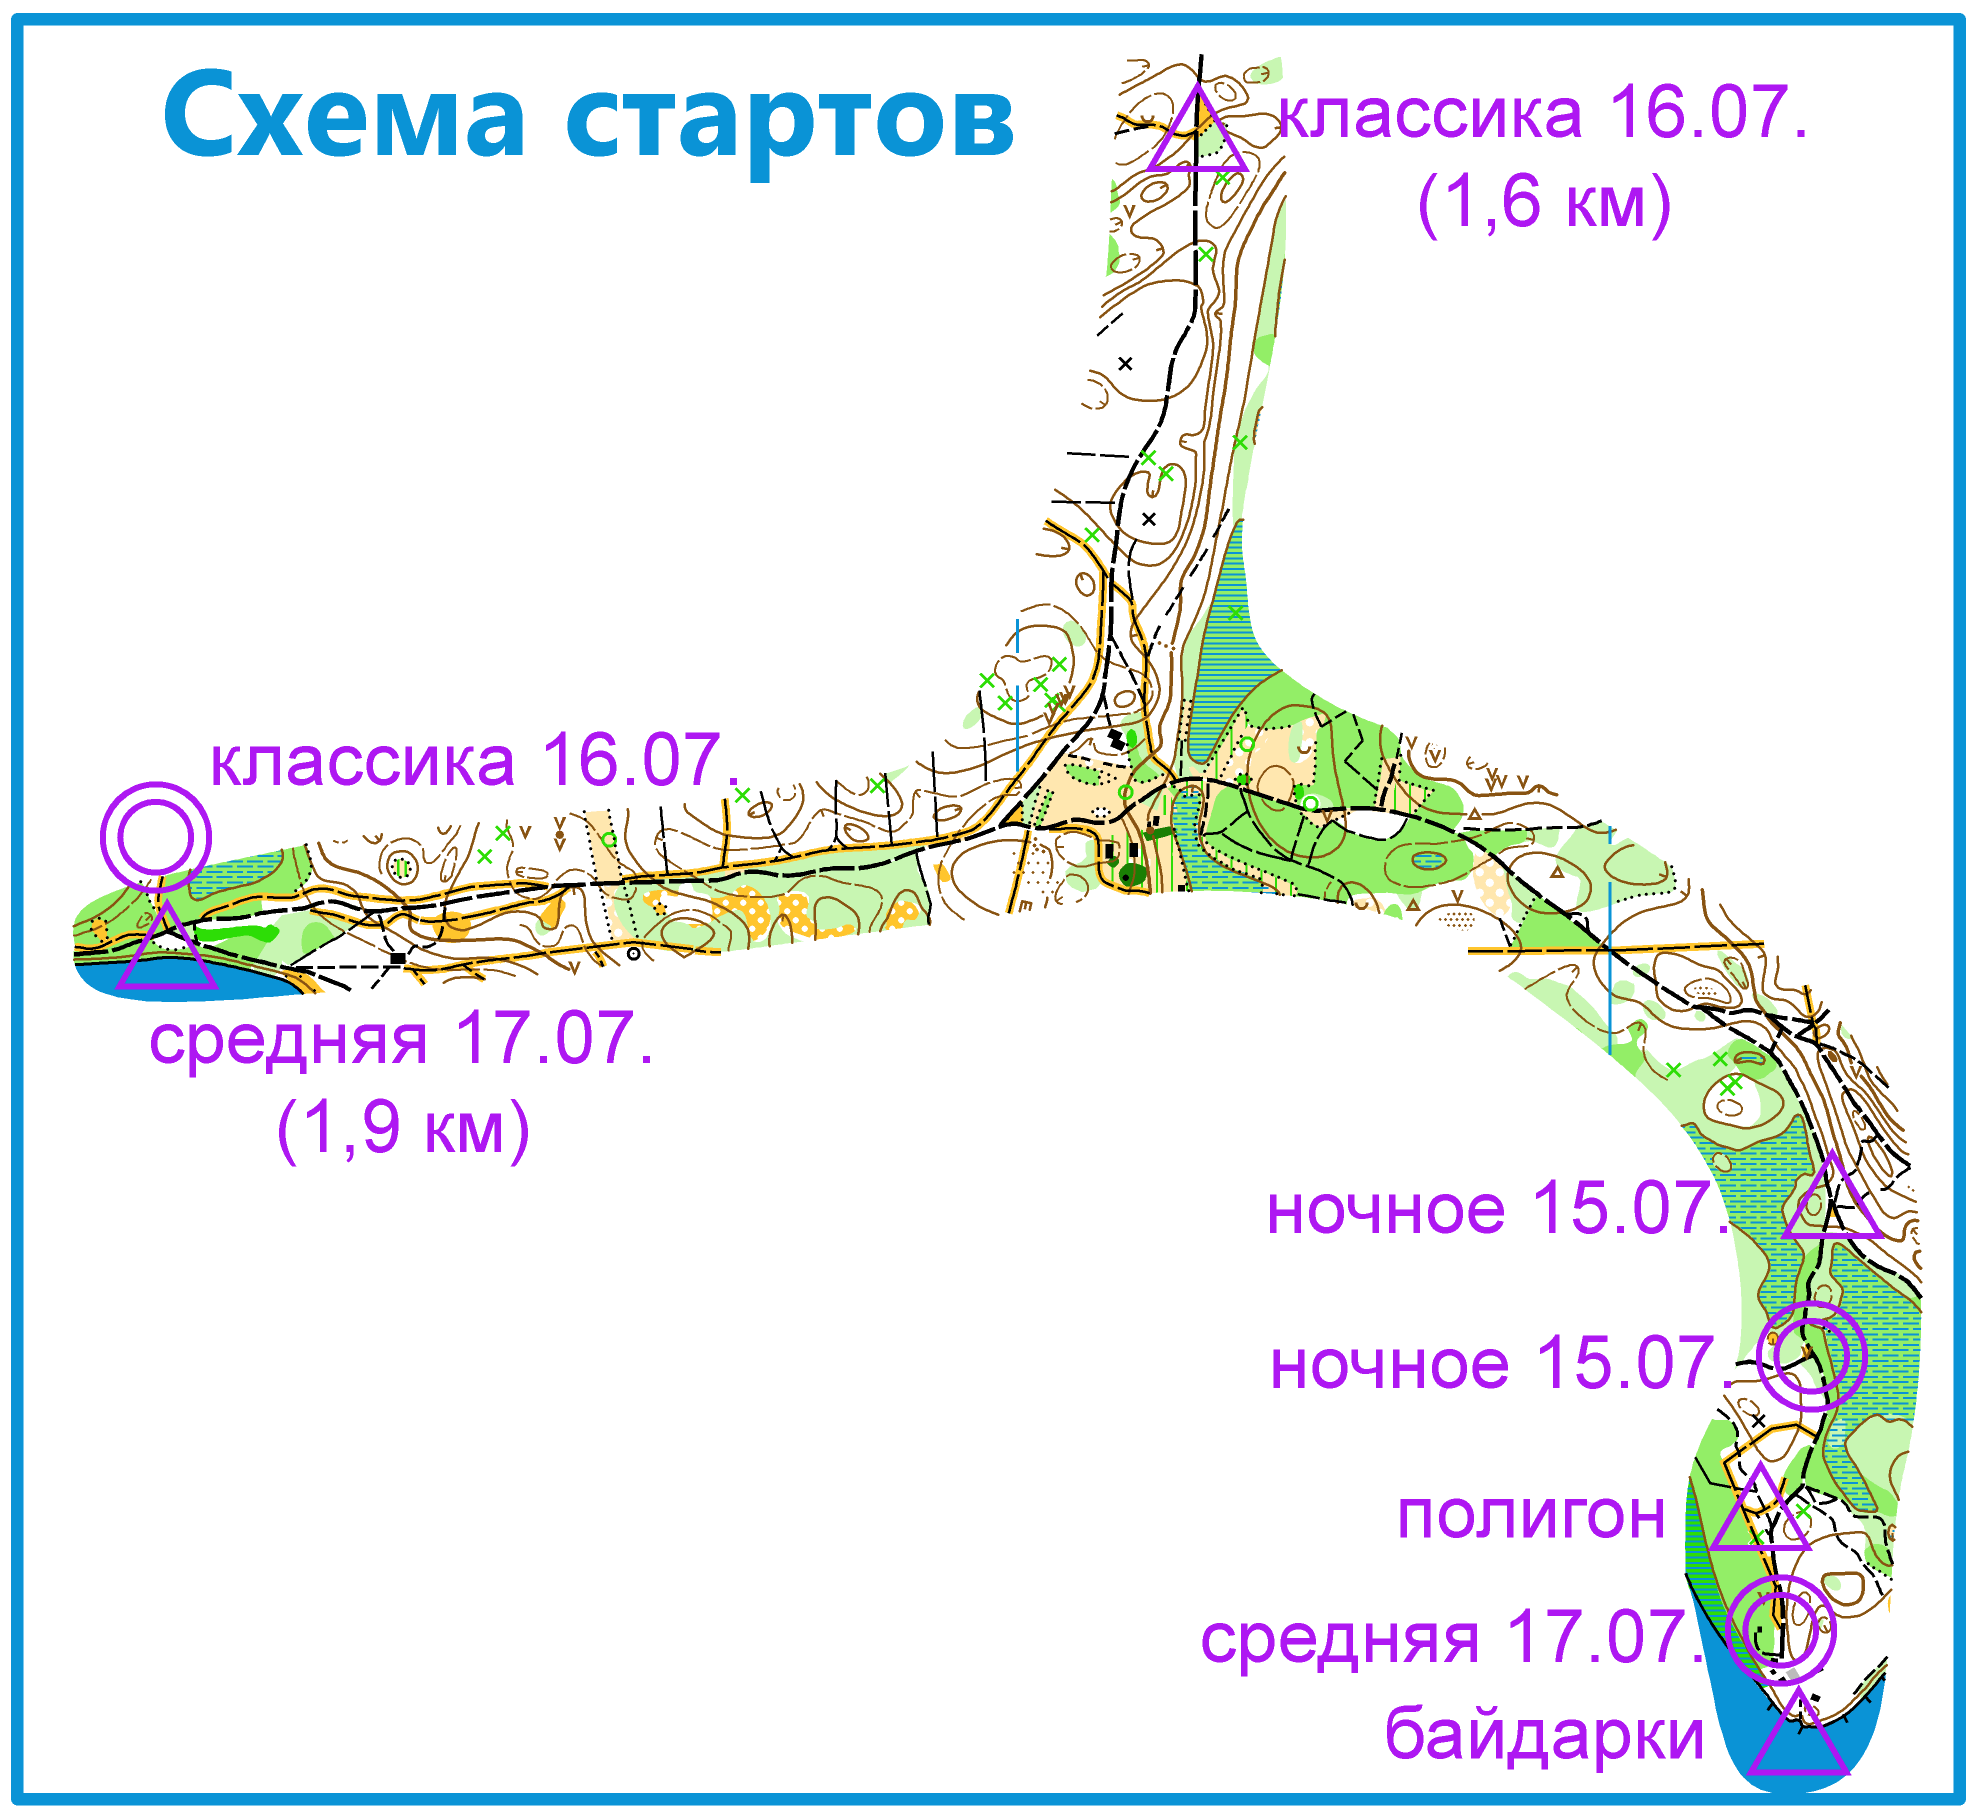 Схема стартов
классика 16.07.
(1,6 км)
классика 16.07.
средняя 17.07.
(1,9 км)
ночное 15.07.
ночное 15.07.
полигон
средняя 17.07.
байдарки